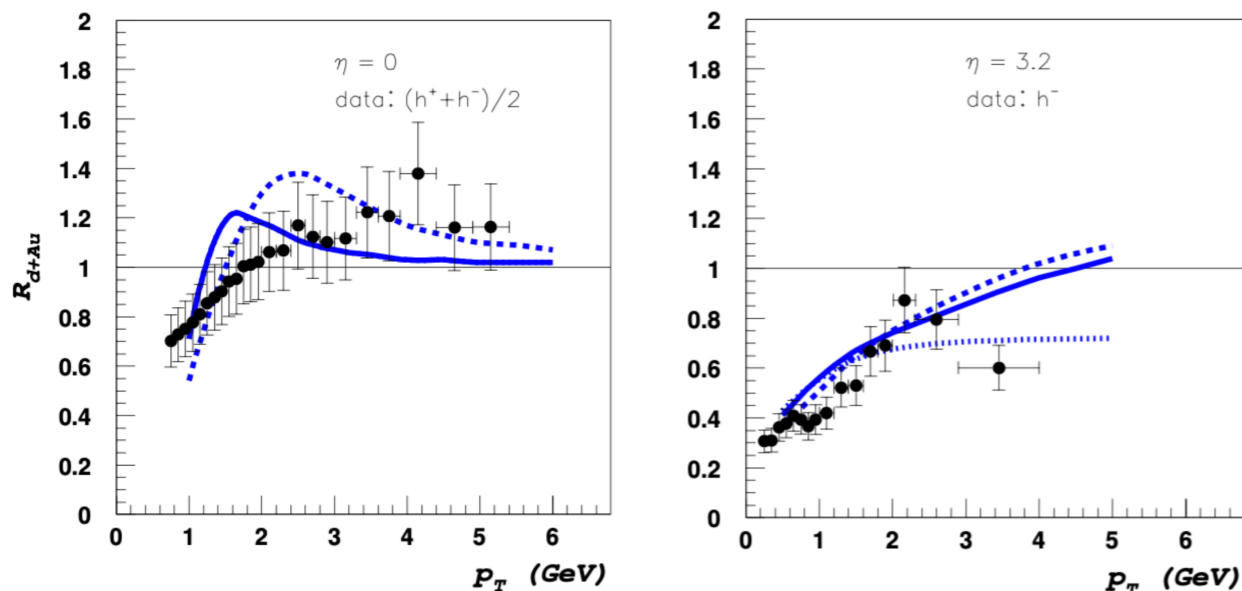 2
1.8
1.6
1.4
1.2
1
0.8
0.6
0.4
0.2
0
R_{d+Au}
η = 0
data: (h⁺+h⁻)/2
0 1 2 3 4 5 6
p_T (GeV)
2
1.8
1.6
1.4
1.2
1
0.8
0.6
0.4
0.2
0
η = 3.2
data: h⁻
0 1 2 3 4 5 6
p_T (GeV)